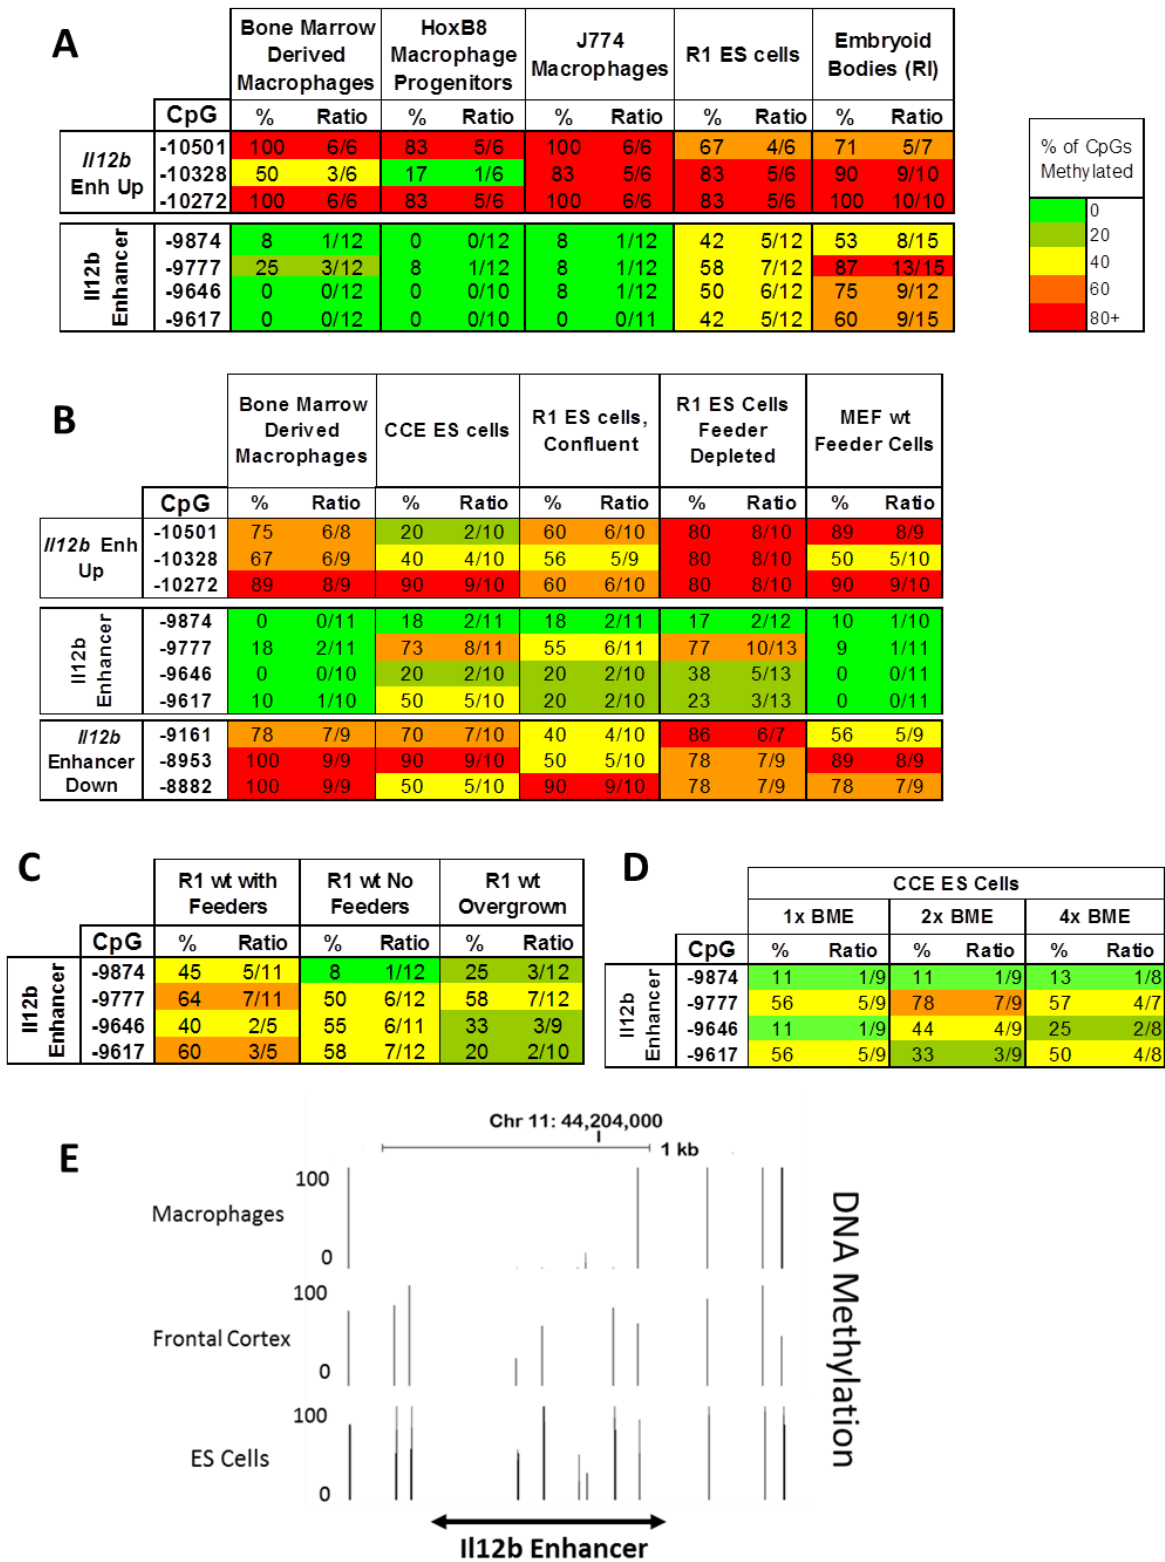 A
Bone Marrow Derived Macrophages
HoxB8 Macrophage Progenitors
J774 Macrophages
R1 ES cells
Embryoid Bodies (RI)
CpG % Ratio % Ratio % Ratio % Ratio % Ratio
Il12b Enh Up
-10501 100 6/6 83 5/6 100 6/6 67 4/6 71 5/7
-10328 50 3/6 17 1/6 83 5/6 83 5/6 90 9/10
-10272 100 6/6 83 5/6 100 6/6 83 5/6 100 10/10
Il12b Enhancer
-9874 8 1/12 0 0/12 8 1/12 42 5/12 53 8/15
-9777 25 3/12 8 1/12 8 1/12 58 7/12 87 13/15
-9646 0 0/12 0 0/10 8 1/12 50 6/12 75 9/12
-9617 0 0/12 0 0/10 0 0/11 42 5/12 60 9/15
% of CpGs
Methylated
0
20
40
60
80+
B
Bone Marrow Derived Macrophages
CCE ES cells
R1 ES cells, Confluent
R1 ES Cells Feeder Depleted
MEF wt Feeder Cells
CpG % Ratio % Ratio % Ratio % Ratio % Ratio
Il12b Enh Up
-10501 75 6/8 20 2/10 60 6/10 80 8/10 89 8/9
-10328 67 6/9 40 4/10 56 5/9 80 8/10 50 5/10
-10272 89 8/9 90 9/10 60 6/10 80 8/10 90 9/10
Il12b Enhancer
-9874 0 0/11 18 2/11 18 2/11 17 2/12 10 1/10
-9777 18 2/11 73 8/11 55 6/11 77 10/13 9 1/11
-9646 0 0/10 20 2/10 20 2/10 38 5/13 0 0/11
-9617 10 1/10 50 5/10 20 2/10 23 3/13 0 0/11
Il12b Enhancer Down
-9161 78 7/9 70 7/10 40 4/10 86 6/7 56 5/9
-8953 100 9/9 90 9/10 50 5/10 78 7/9 89 8/9
-8882 100 9/9 50 5/10 90 9/10 78 7/9 78 7/9
C
R1 wt with Feeders
R1 wt No Feeders
R1 wt Overgrown
CpG % Ratio % Ratio % Ratio
Il12b Enhancer
-9874 45 5/11 8 1/12 25 3/12
-9777 64 7/11 50 6/12 58 7/12
-9646 40 2/5 55 6/11 33 3/9
-9617 60 3/5 58 7/12 20 2/10
D
CCE ES Cells
1x BME 2x BME 4x BME
CpG % Ratio % Ratio % Ratio
Il12b Enhancer
-9874 11 1/9 11 1/9 13 1/8
-9777 56 5/9 78 7/9 57 4/7
-9646 11 1/9 44 4/9 25 2/8
-9617 56 5/9 33 3/9 50 4/8
E
Chr 11: 44,204,000
1 kb
100
Macrophages
0
100
Frontal Cortex
0
100
ES Cells
0
DNA Methylation
Il12b Enhancer